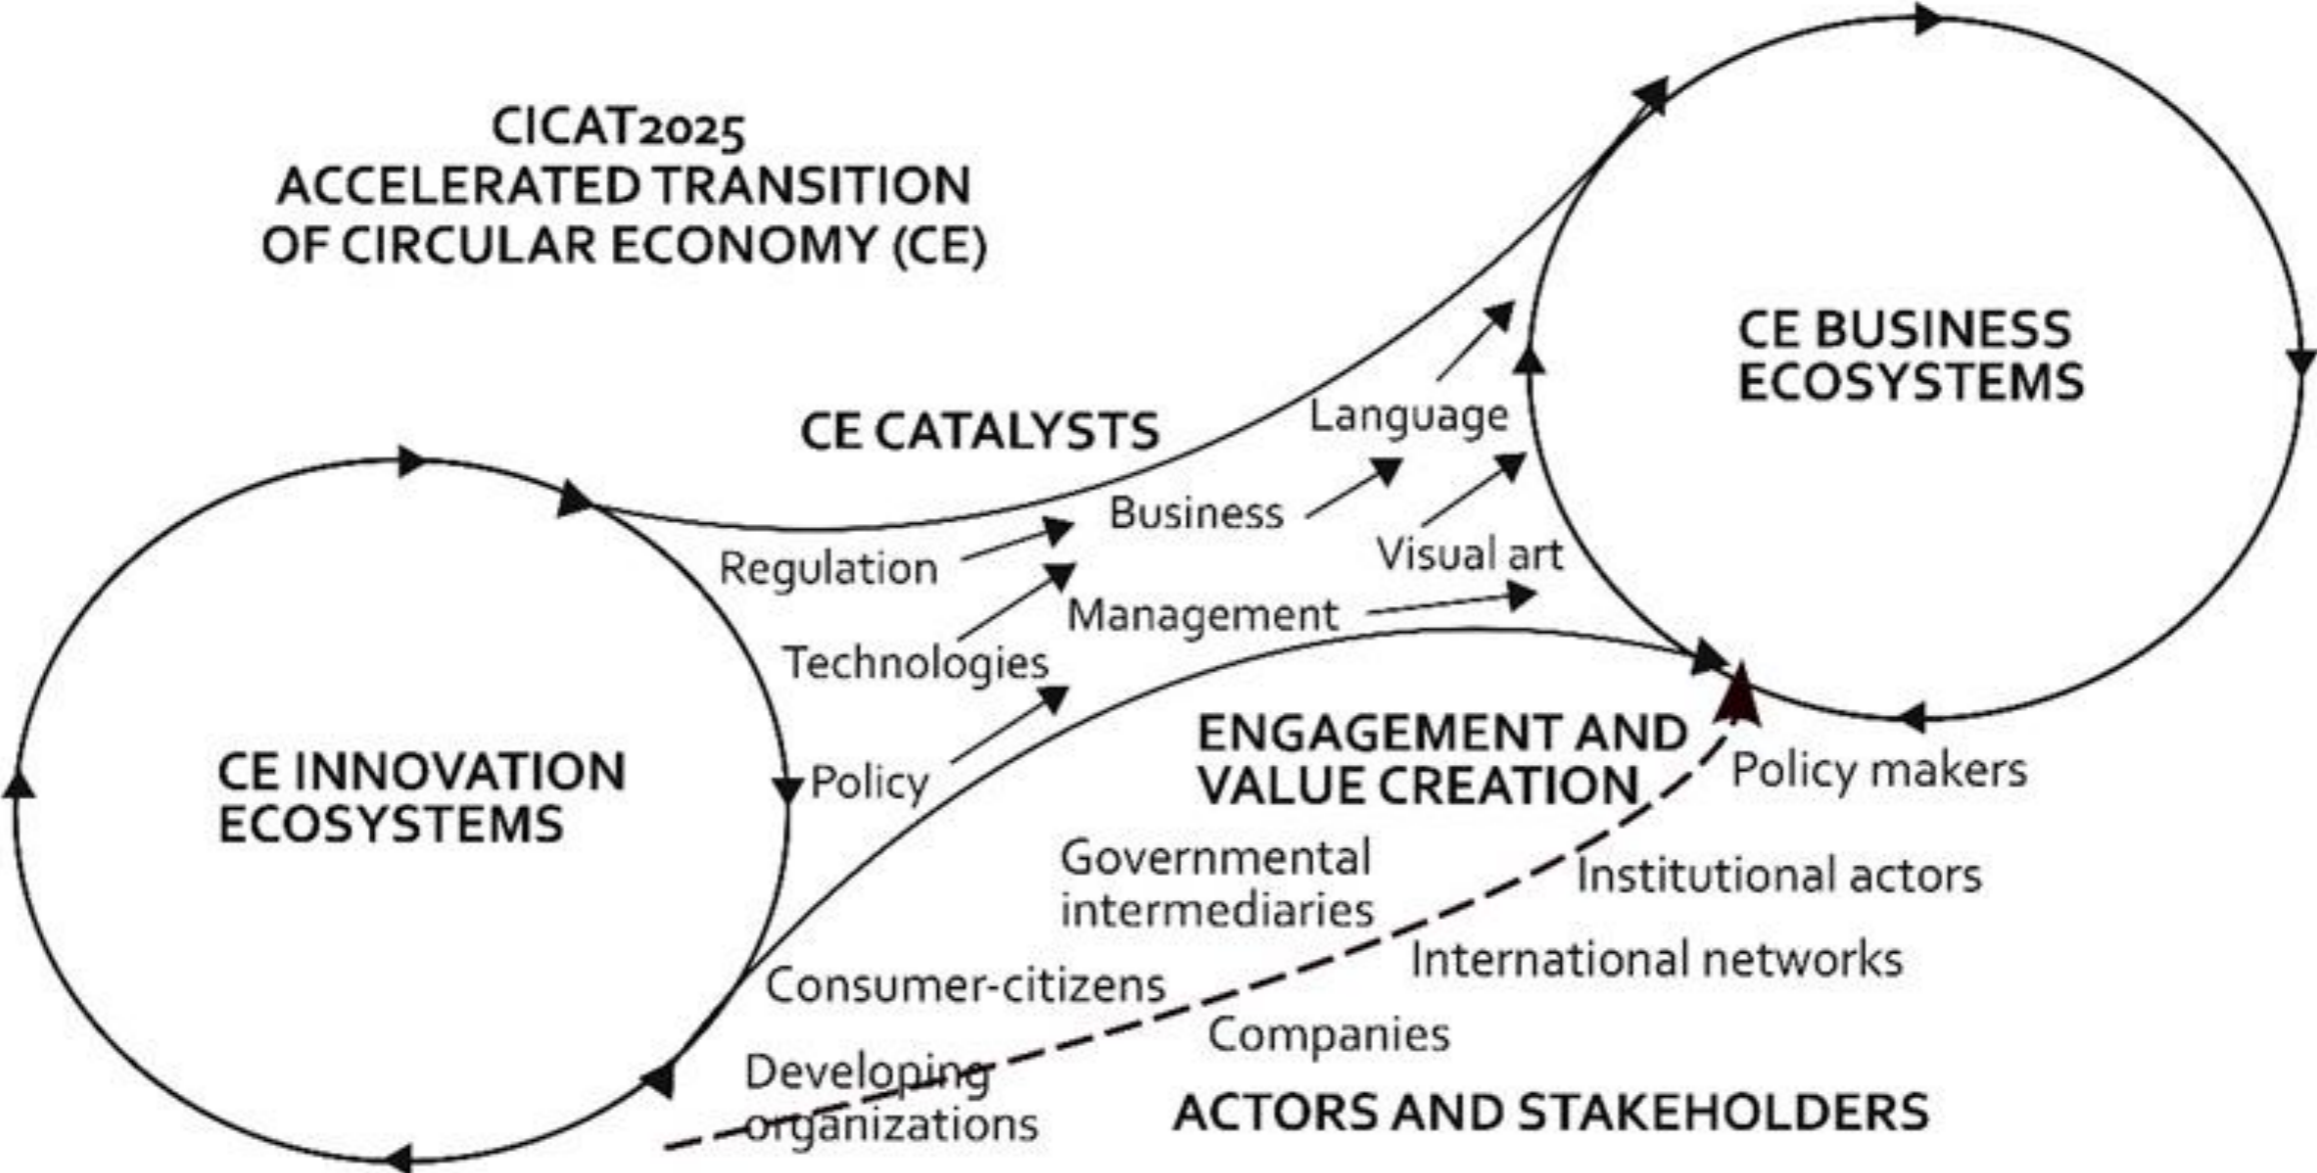 CICAT2025
ACCELERATED TRANSITION
OF CIRCULAR ECONOMY (CE)
CE BUSINESS
ECOSYSTEMS
CE CATALYSTS
Language
Business
Visual art
Regulation
Management
Technologies
Policy
CE INNOVATION
ECOSYSTEMS
ENGAGEMENT AND
VALUE CREATION
Policy makers
Governmental
intermediaries
Institutional actors
International networks
Consumer-citizens
Companies
Developing
organizations
ACTORS AND STAKEHOLDERS